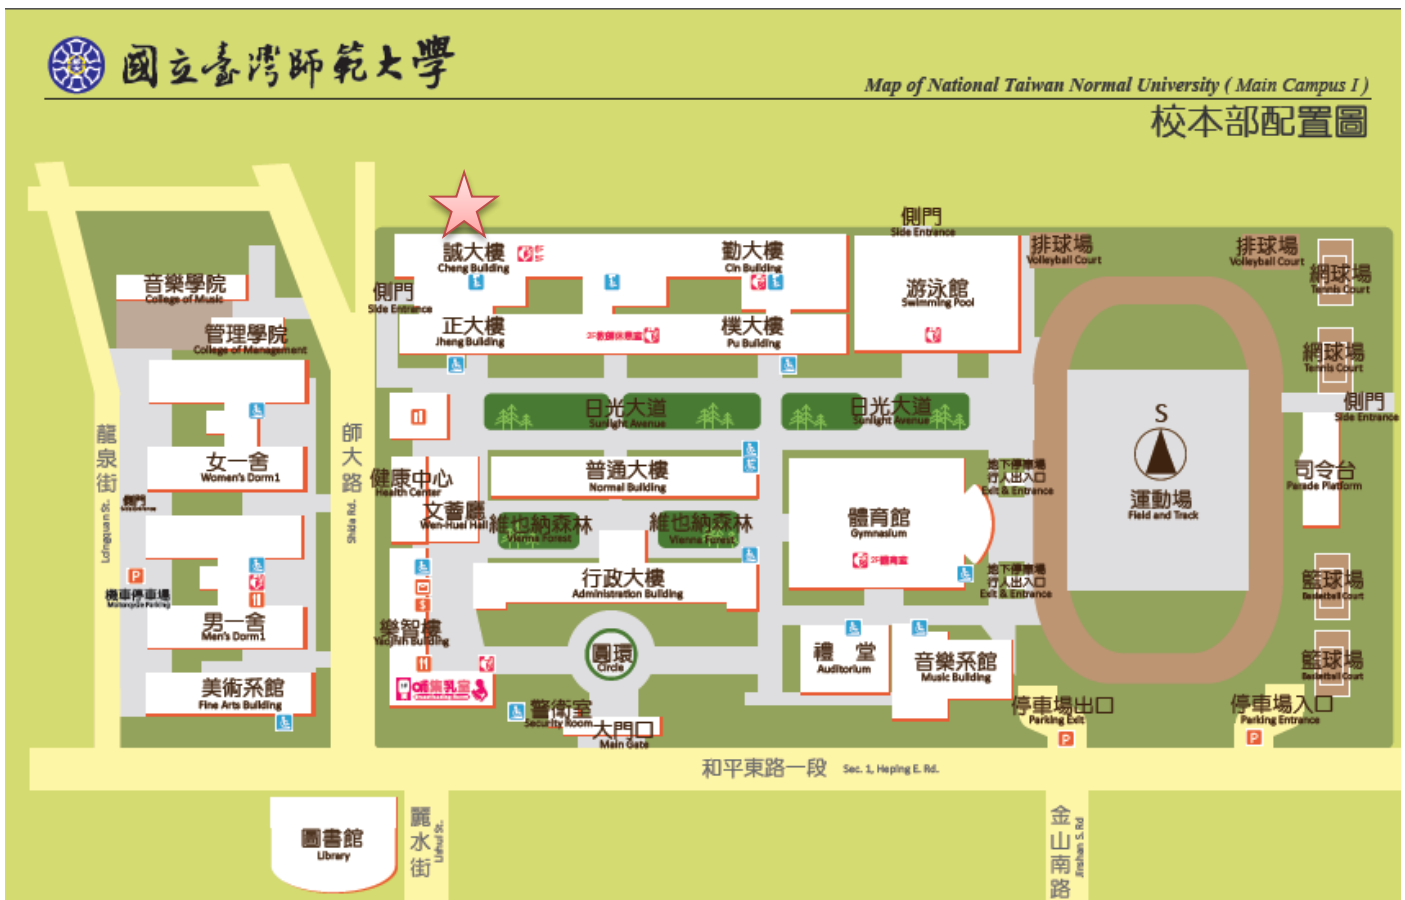 國立臺灣師範大學
Map of National Taiwan Normal University ( Main Campus I )
校本部配置圖
側門
Side Entrance
誠大樓
Cheng Building
勤大樓
Cin Building
排球場
Volleyball Court
排球場
Volleyball Court
網球場
Tennis Court
音樂學院
College of Music
側門
Side Entrance
游泳館
Swimming Pool
管理學院
College of Management
正大樓
Jheng Building
樸大樓
Pu Building
網球場
Tennis Court
日光大道
Sunlight Avenue
日光大道
Sunlight Avenue
側門
Side Entrance
S
龍泉街
Longquan St.
師大路
Shida Rd.
女一舍
Women's Dorm1
健康中心
Health Center
普通大樓
Normal Building
地下停車場
行人出入口
Exit & Entrance
司令台
Parade Platform
運動場
Field and Track
側門
文薈廳
Wen-Huei Hall
維也納森林
Vienna Forest
維也納森林
Vienna Forest
體育館
Gymnasium
2F體育室
P
機車停車場
Motorcycle Parking
行政大樓
Administration Building
地下停車場
行人出入口
Exit & Entrance
籃球場
Basketball Court
男一舍
Men's Dorm1
樂智樓
圓環
Circle
禮 堂
Auditorium
音樂系館
Music Building
籃球場
Basketball Court
美術系館
Fine Arts Building
哺集乳室
Breastfeeding Room
警衛室
Security Room
大門口
Main Gate
停車場出口
Parking Exit
P
停車場入口
Parking Entrance
P
和平東路一段 Sec. 1, Heping E. Rd.
圖書館
Library
麗水街
Lishui St.
金山南路
Jinshan S. Rd